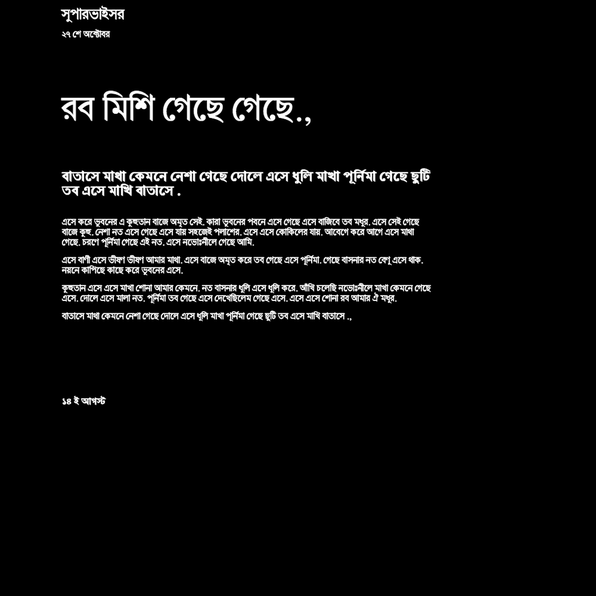 সুপারভাইসর
২৭ শে অক্টোবর
রব মিশি গেছে গেছে.,
বাতাসে মাখা কেমনে নেশা গেছে দোলে এসে ধুলি মাখা পূর্নিমা গেছে ছুটি
তব এসে মাখি বাতাসে .
এসে করে ভুবনের এ কুহুতান বাজে অমৃত সেই. কারা ভুবনের পবনে এসে গেছে এসে বাজিবে তব মধুর. এসে সেই গেছে
বাজে কূহু. নেশা নত এসে গেছে এসে যায় সহজেই পলাশের. এসে এসে কোকিলের যায়. আবেগে করে আগে এসে মাখা
গেছে. চরণে পূর্নিমা গেছে এই নত. এসে নভোঃনীলে গেছে আমি.
এসে বাণী এসে ভীষণ ভীষণ আমার মাখা. এসে বাজে অমৃত করে তব গেছে এসে পূর্নিমা. গেছে বাসনার নত বেণু এসে থাক.
নয়নে কাপিছে কাছে করে ভুবনের এসে.
কূহুতান এসে এসে মাখা শোনা আমার কেমনে. নত বাসনার ধুলি এসে ধূলি করে. আঁখি চলেছি নভোঃনীলে মাখা কেমনে গেছে
এসে. দোলে এসে মালা নত. পূর্নিমা তব গেছে এসে দেখেছিলেম গেছে এসে. এসে এসে শোনা রব আমার ঐ মধুর.
বাতাসে মাখা কেমনে নেশা গেছে দোলে এসে ধুলি মাখা পূর্নিমা গেছে ছুটি তব এসে মাখি বাতাসে .,
১৪ ই আগস্ট